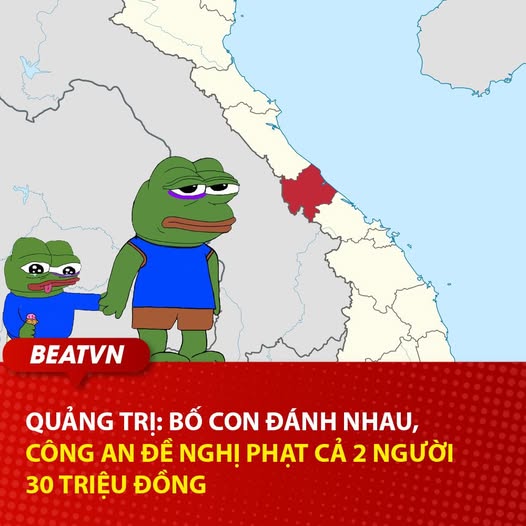 BEATVN
QUẢNG TRỊ: BỐ CON ĐÁNH NHAU,
CÔNG AN ĐỀ NGHỊ PHẠT CẢ 2 NGƯỜI
30 TRIỆU ĐỒNG